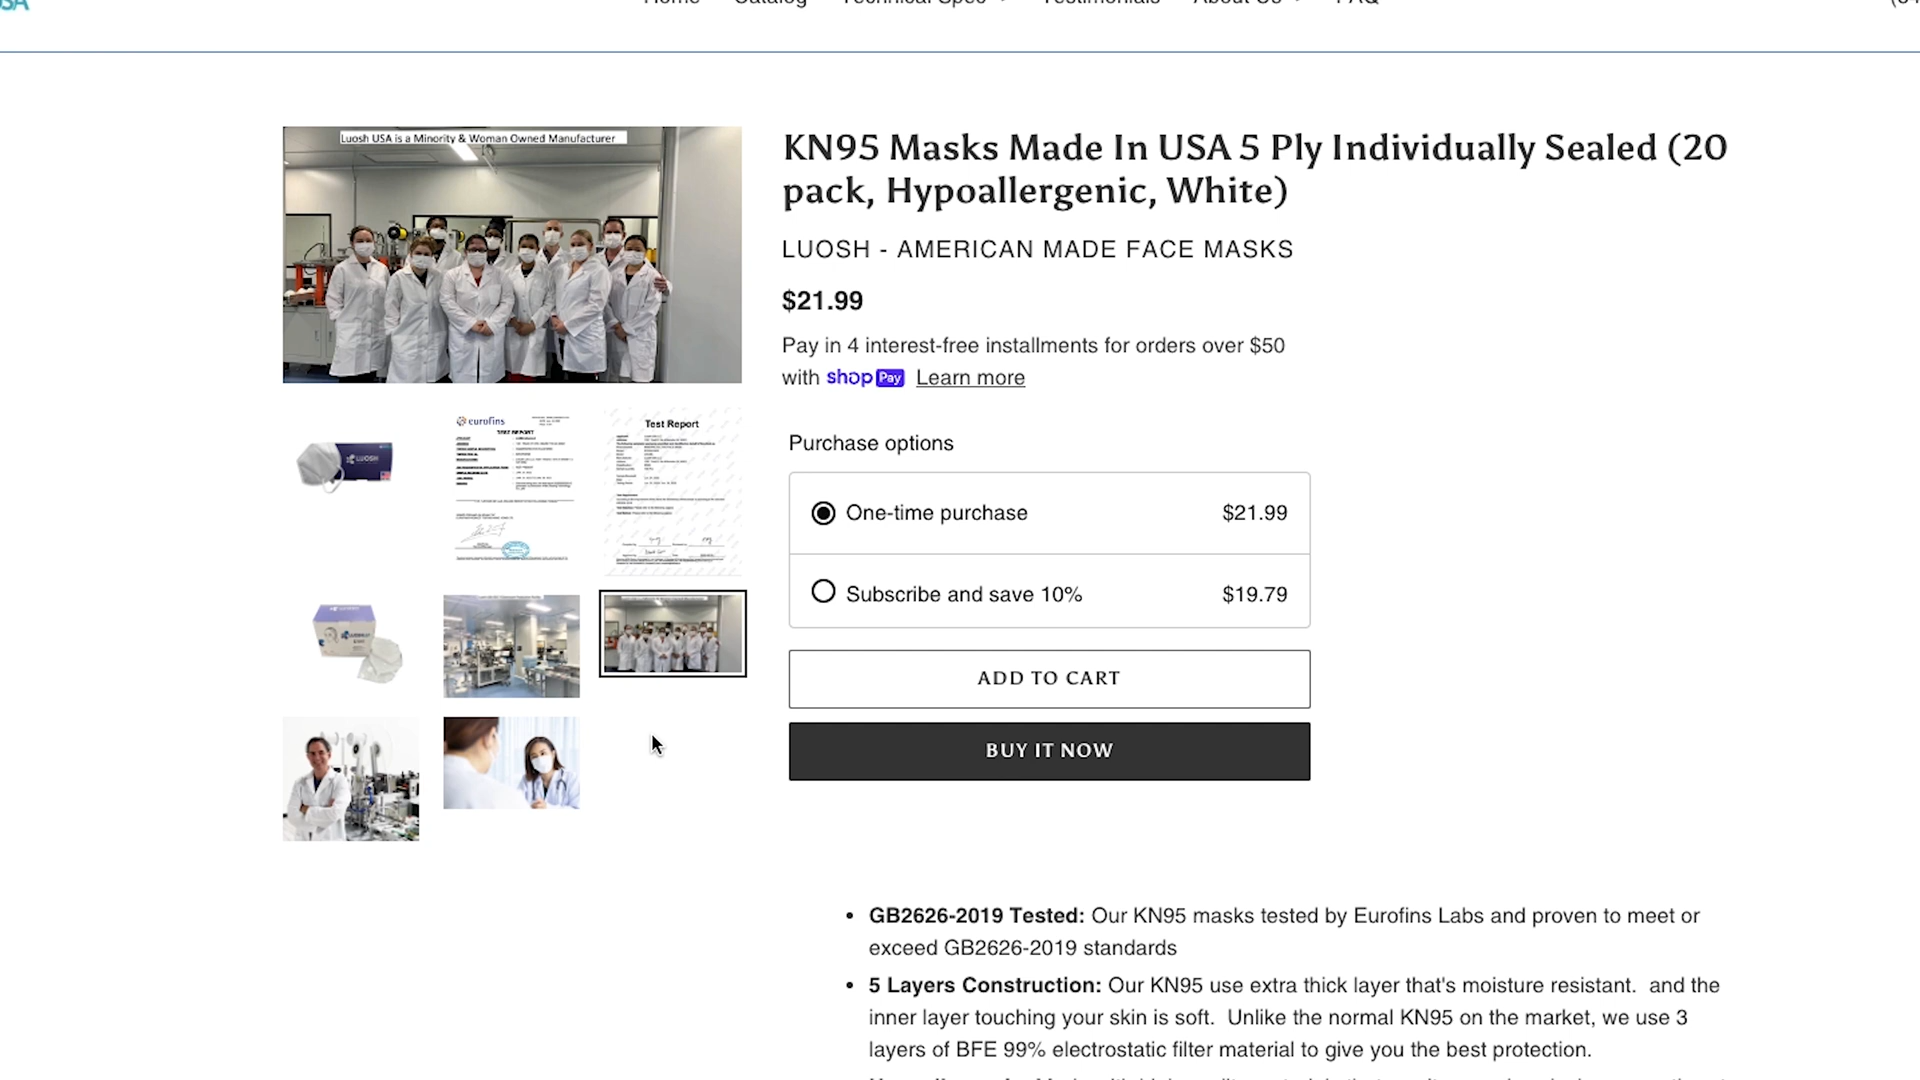 Luosh USA is a Minority & Woman Owned Manufacturer
KN95 Masks Made In USA 5 Ply Individually Sealed (20
pack, Hypoallergenic, White)
LUOSH - AMERICAN MADE FACE MASKS
$21.99
Pay in 4 interest-free installments for orders over $50
with shop Pay Learn more
eurofins
TEST REPORT
Test Report
LUOSH
Purchase options
One-time purchase $21.99
Subscribe and save 10% $19.79
ADD TO CART
BUY IT NOW
• GB2626-2019 Tested: Our KN95 masks tested by Eurofins Labs and proven to meet or
exceed GB2626-2019 standards
• 5 Layers Construction: Our KN95 use extra thick layer that's moisture resistant. and the
inner layer touching your skin is soft. Unlike the normal KN95 on the market, we use 3
layers of BFE 99% electrostatic filter material to give you the best protection.